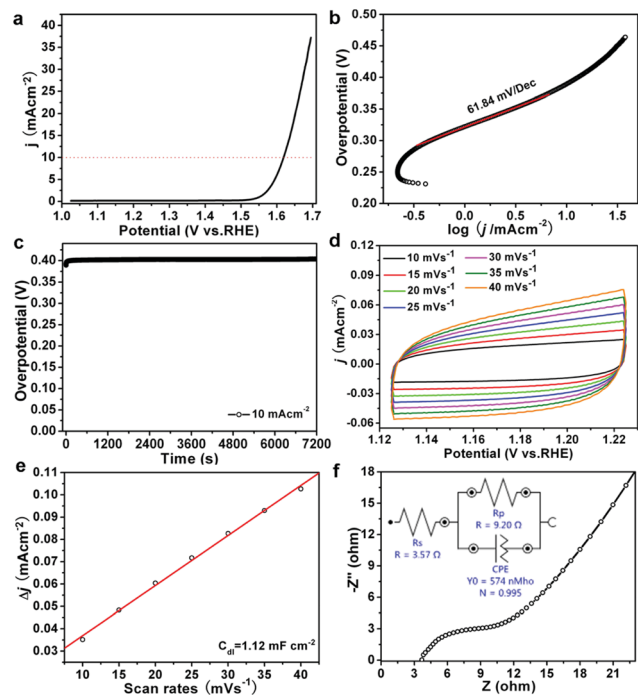 a
j (mAcm-2)
40
35
30
25
20
15
10
5
0
1.0 1.1 1.2 1.3 1.4 1.5 1.6 1.7
Potential (V vs.RHE)
b
Overpotential (V)
0.50
0.45
0.40
0.35
0.30
0.25
0.20
61.84 mV/Dec
-0.5 0.0 0.5 1.0 1.5
log (j/mAcm-2)
c
Overpotential (V)
0.40
0.35
0.30
0.25
0.20
0.15
0.10
0.05
0.00
10 mAcm-2
0 1200 2400 3600 4800 6000 7200
Time (s)
d
j (mAcm-2)
0.12
0.09
0.06
0.03
0.00
-0.03
-0.06
10 mVs-1 30 mVs-1
15 mVs-1 35 mVs-1
20 mVs-1 40 mVs-1
25 mVs-1
1.12 1.14 1.16 1.18 1.20 1.22
Potential (V vs.RHE)
e
Δj (mAcm-2)
0.11
0.10
0.09
0.08
0.07
0.06
0.05
0.04
0.03
Cdl=1.12 mF cm-2
10 15 20 25 30 35 40
Scan rates (mVs-1)
f
-Z'' (ohm)
18
15
12
9
6
3
0
Rs
R = 3.57 Ω
Rp
R = 9.20 Ω
CPE
Y0 = 574 nMho
N = 0.995
0 3 6 9 12 15 18 21
Z (ohm)